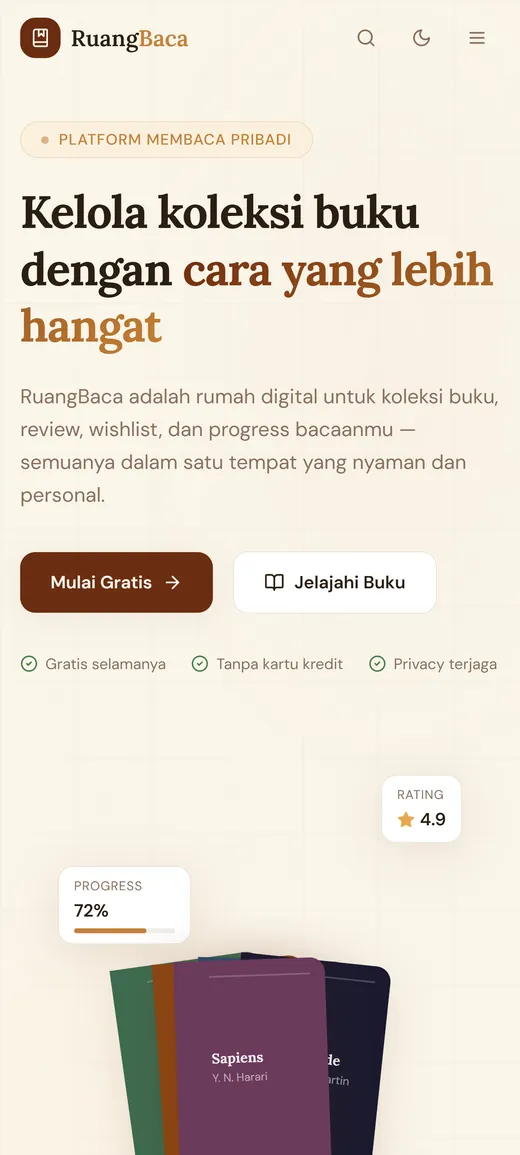 RuangBaca
PLATFORM MEMBACA PRIBADI
Kelola koleksi buku
dengan cara yang lebih
hangat
RuangBaca adalah rumah digital untuk koleksi buku,
review, wishlist, dan progress bacaanmu —
semuanya dalam satu tempat yang nyaman dan
personal.
Mulai Gratis
Jelajahi Buku
Gratis selamanya
Tanpa kartu kredit
Privacy terjaga
RATING
4.9
PROGRESS
72%
Sapiens
Y. N. Harari
de
artin